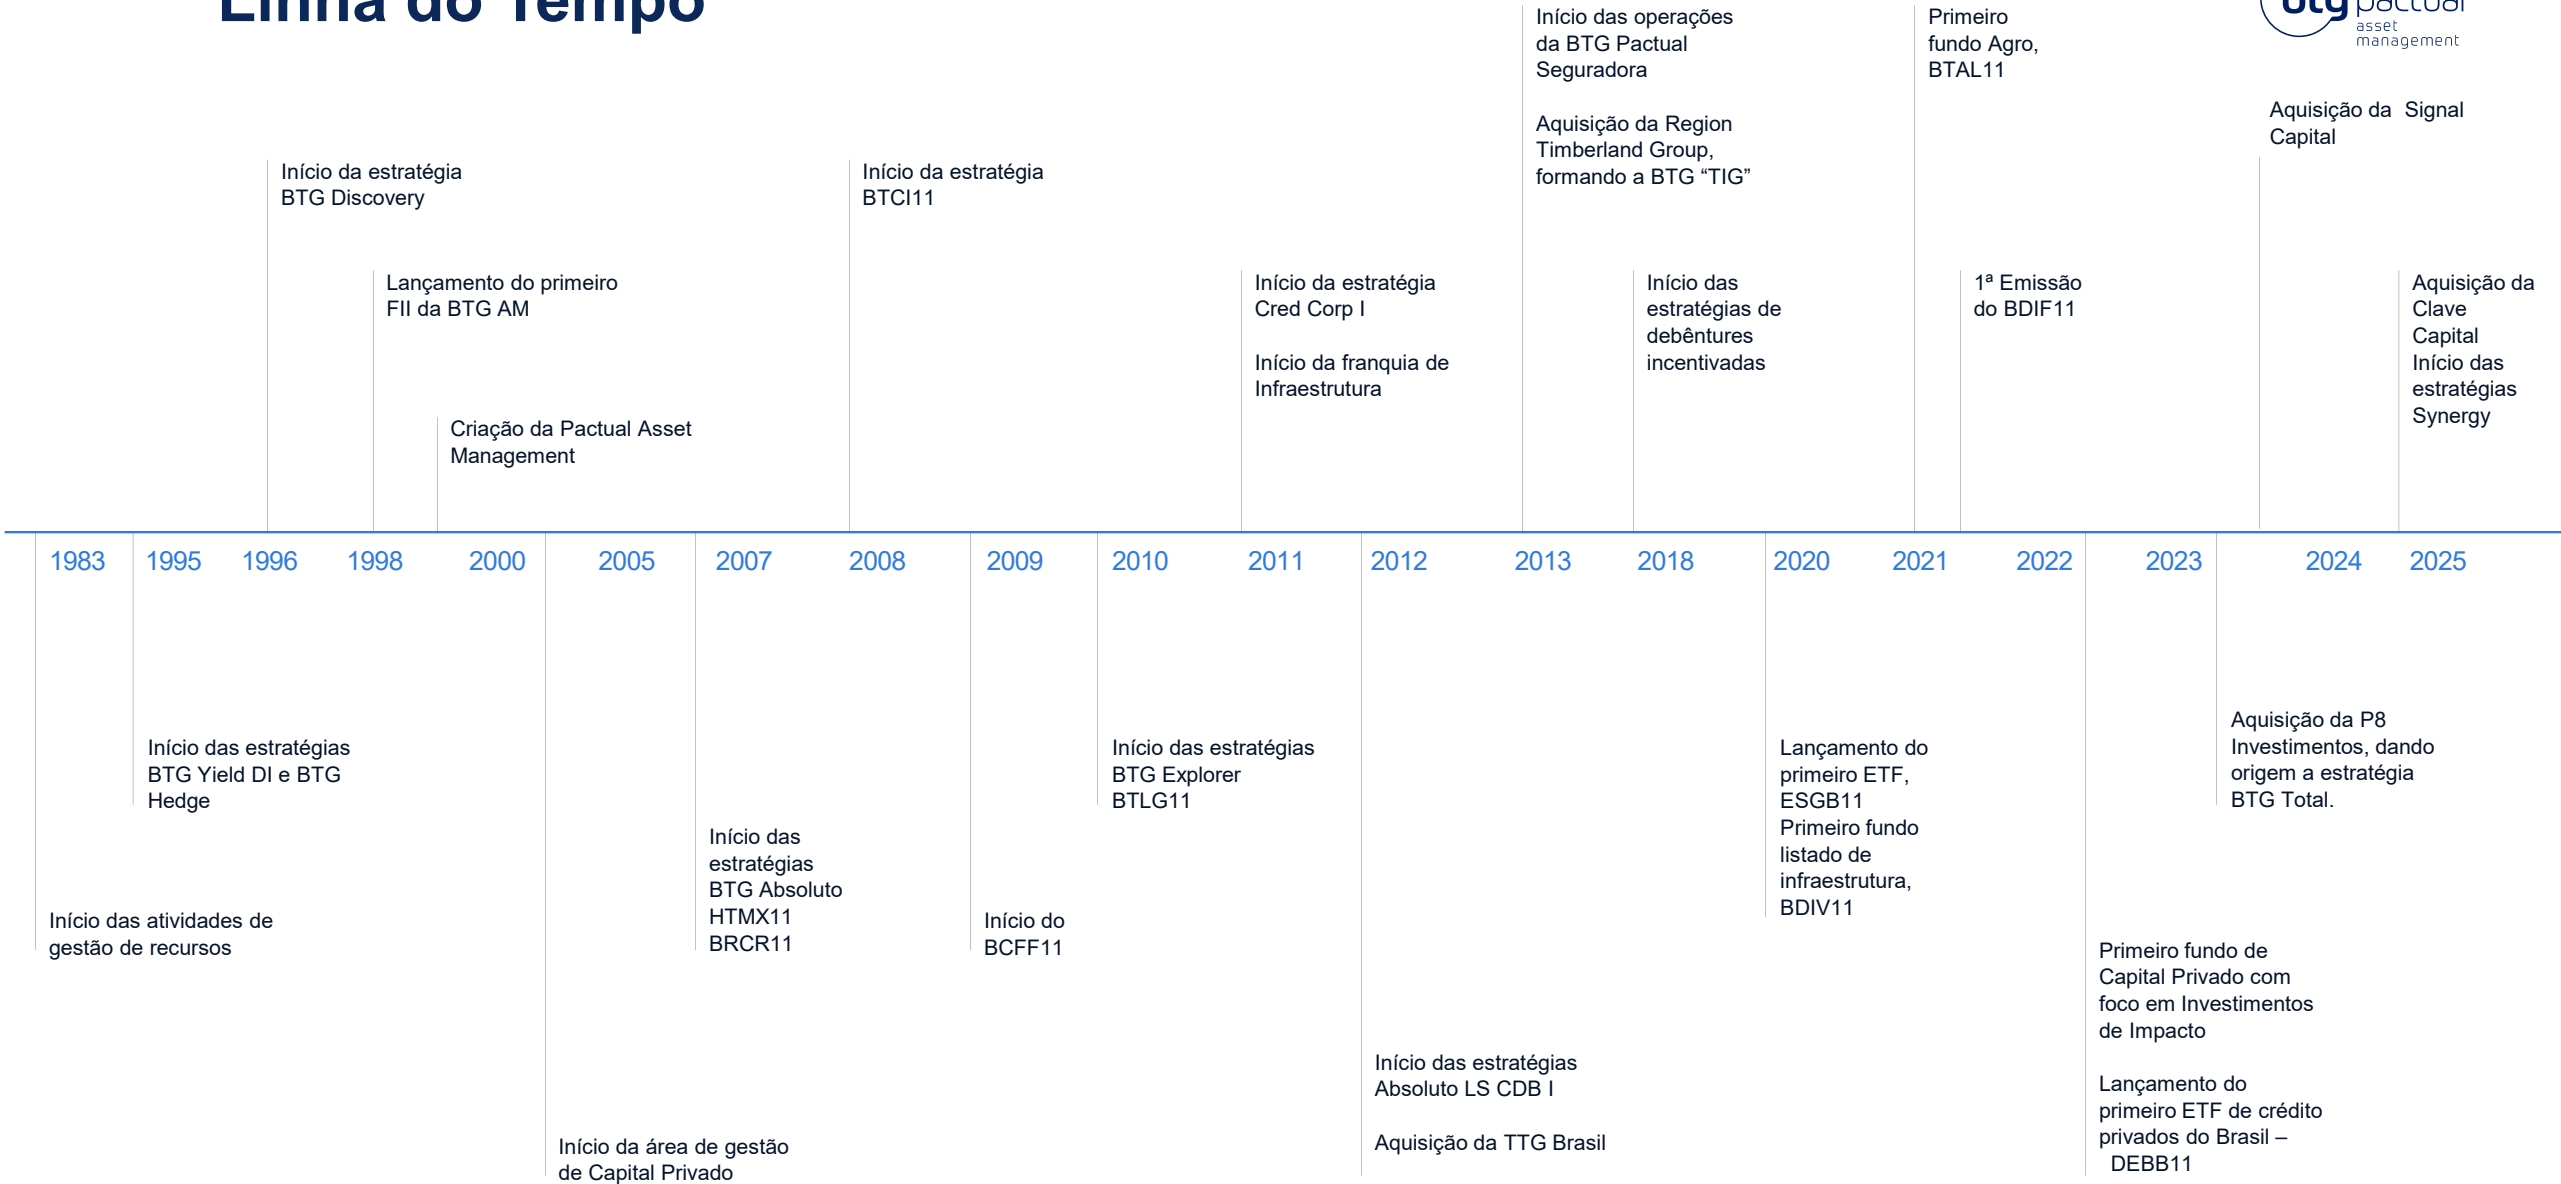 Linha do Tempo
btg pactual
asset
management
Início das operações
da BTG Pactual
Seguradora
Aquisição da Region
Timberland Group,
formando a BTG “TIG”
Primeiro
fundo Agro,
BTAL11
Aquisição da  Signal
Capital
Início da estratégia
BTG Discovery
Início da estratégia
BTCI11
Lançamento do primeiro
FII da BTG AM
Início da estratégia
Cred Corp I
Início da franquia de
Infraestrutura
Início das
estratégias de
debêntures
incentivadas
1ª Emissão
do BDIF11
Aquisição da
Clave
Capital
Início das
estratégias
Synergy
Criação da Pactual Asset
Management
1983 1995 1996 1998 2000 2005 2007 2008 2009 2010 2011 2012 2013 2018 2020 2021 2022 2023 2024 2025
Início das estratégias
BTG Yield DI e BTG
Hedge
Início das atividades de
gestão de recursos
Início da área de gestão
de Capital Privado
Início das
estratégias
BTG Absoluto
HTMX11
BRCR11
Início do
BCFF11
Início das estratégias
BTG Explorer
BTLG11
Início das estratégias
Absoluto LS CDB I
Aquisição da TTG Brasil
Lançamento do
primeiro ETF,
ESGB11
Primeiro fundo
listado de
infraestrutura,
BDIV11
Primeiro fundo de
Capital Privado com
foco em Investimentos
de Impacto
Lançamento do
primeiro ETF de crédito
privados do Brasil –
DEBB11
Aquisição da P8
Investimentos, dando
origem a estratégia
BTG Total.